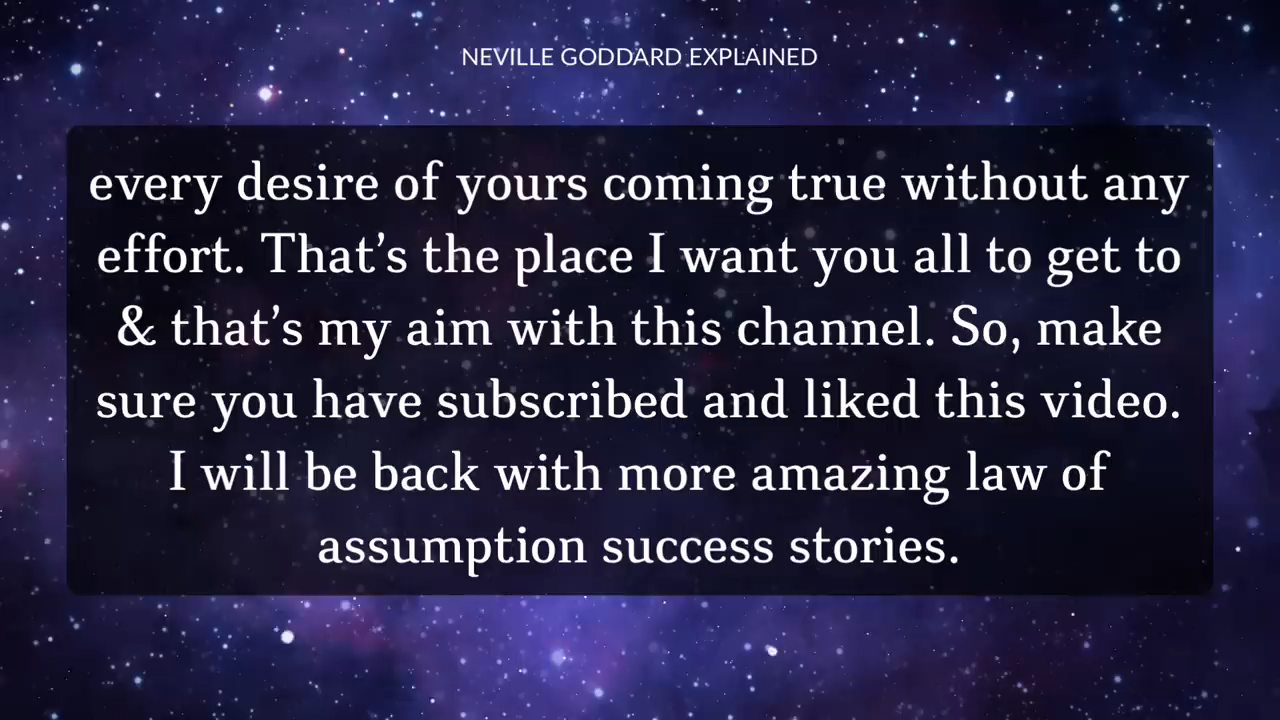 NEVILLE GODDARD EXPLAINED
every desire of yours coming true without any
effort. That’s the place I want you all to get to
& that’s my aim with this channel. So, make
sure you have subscribed and liked this video.
I will be back with more amazing law of
assumption success stories.